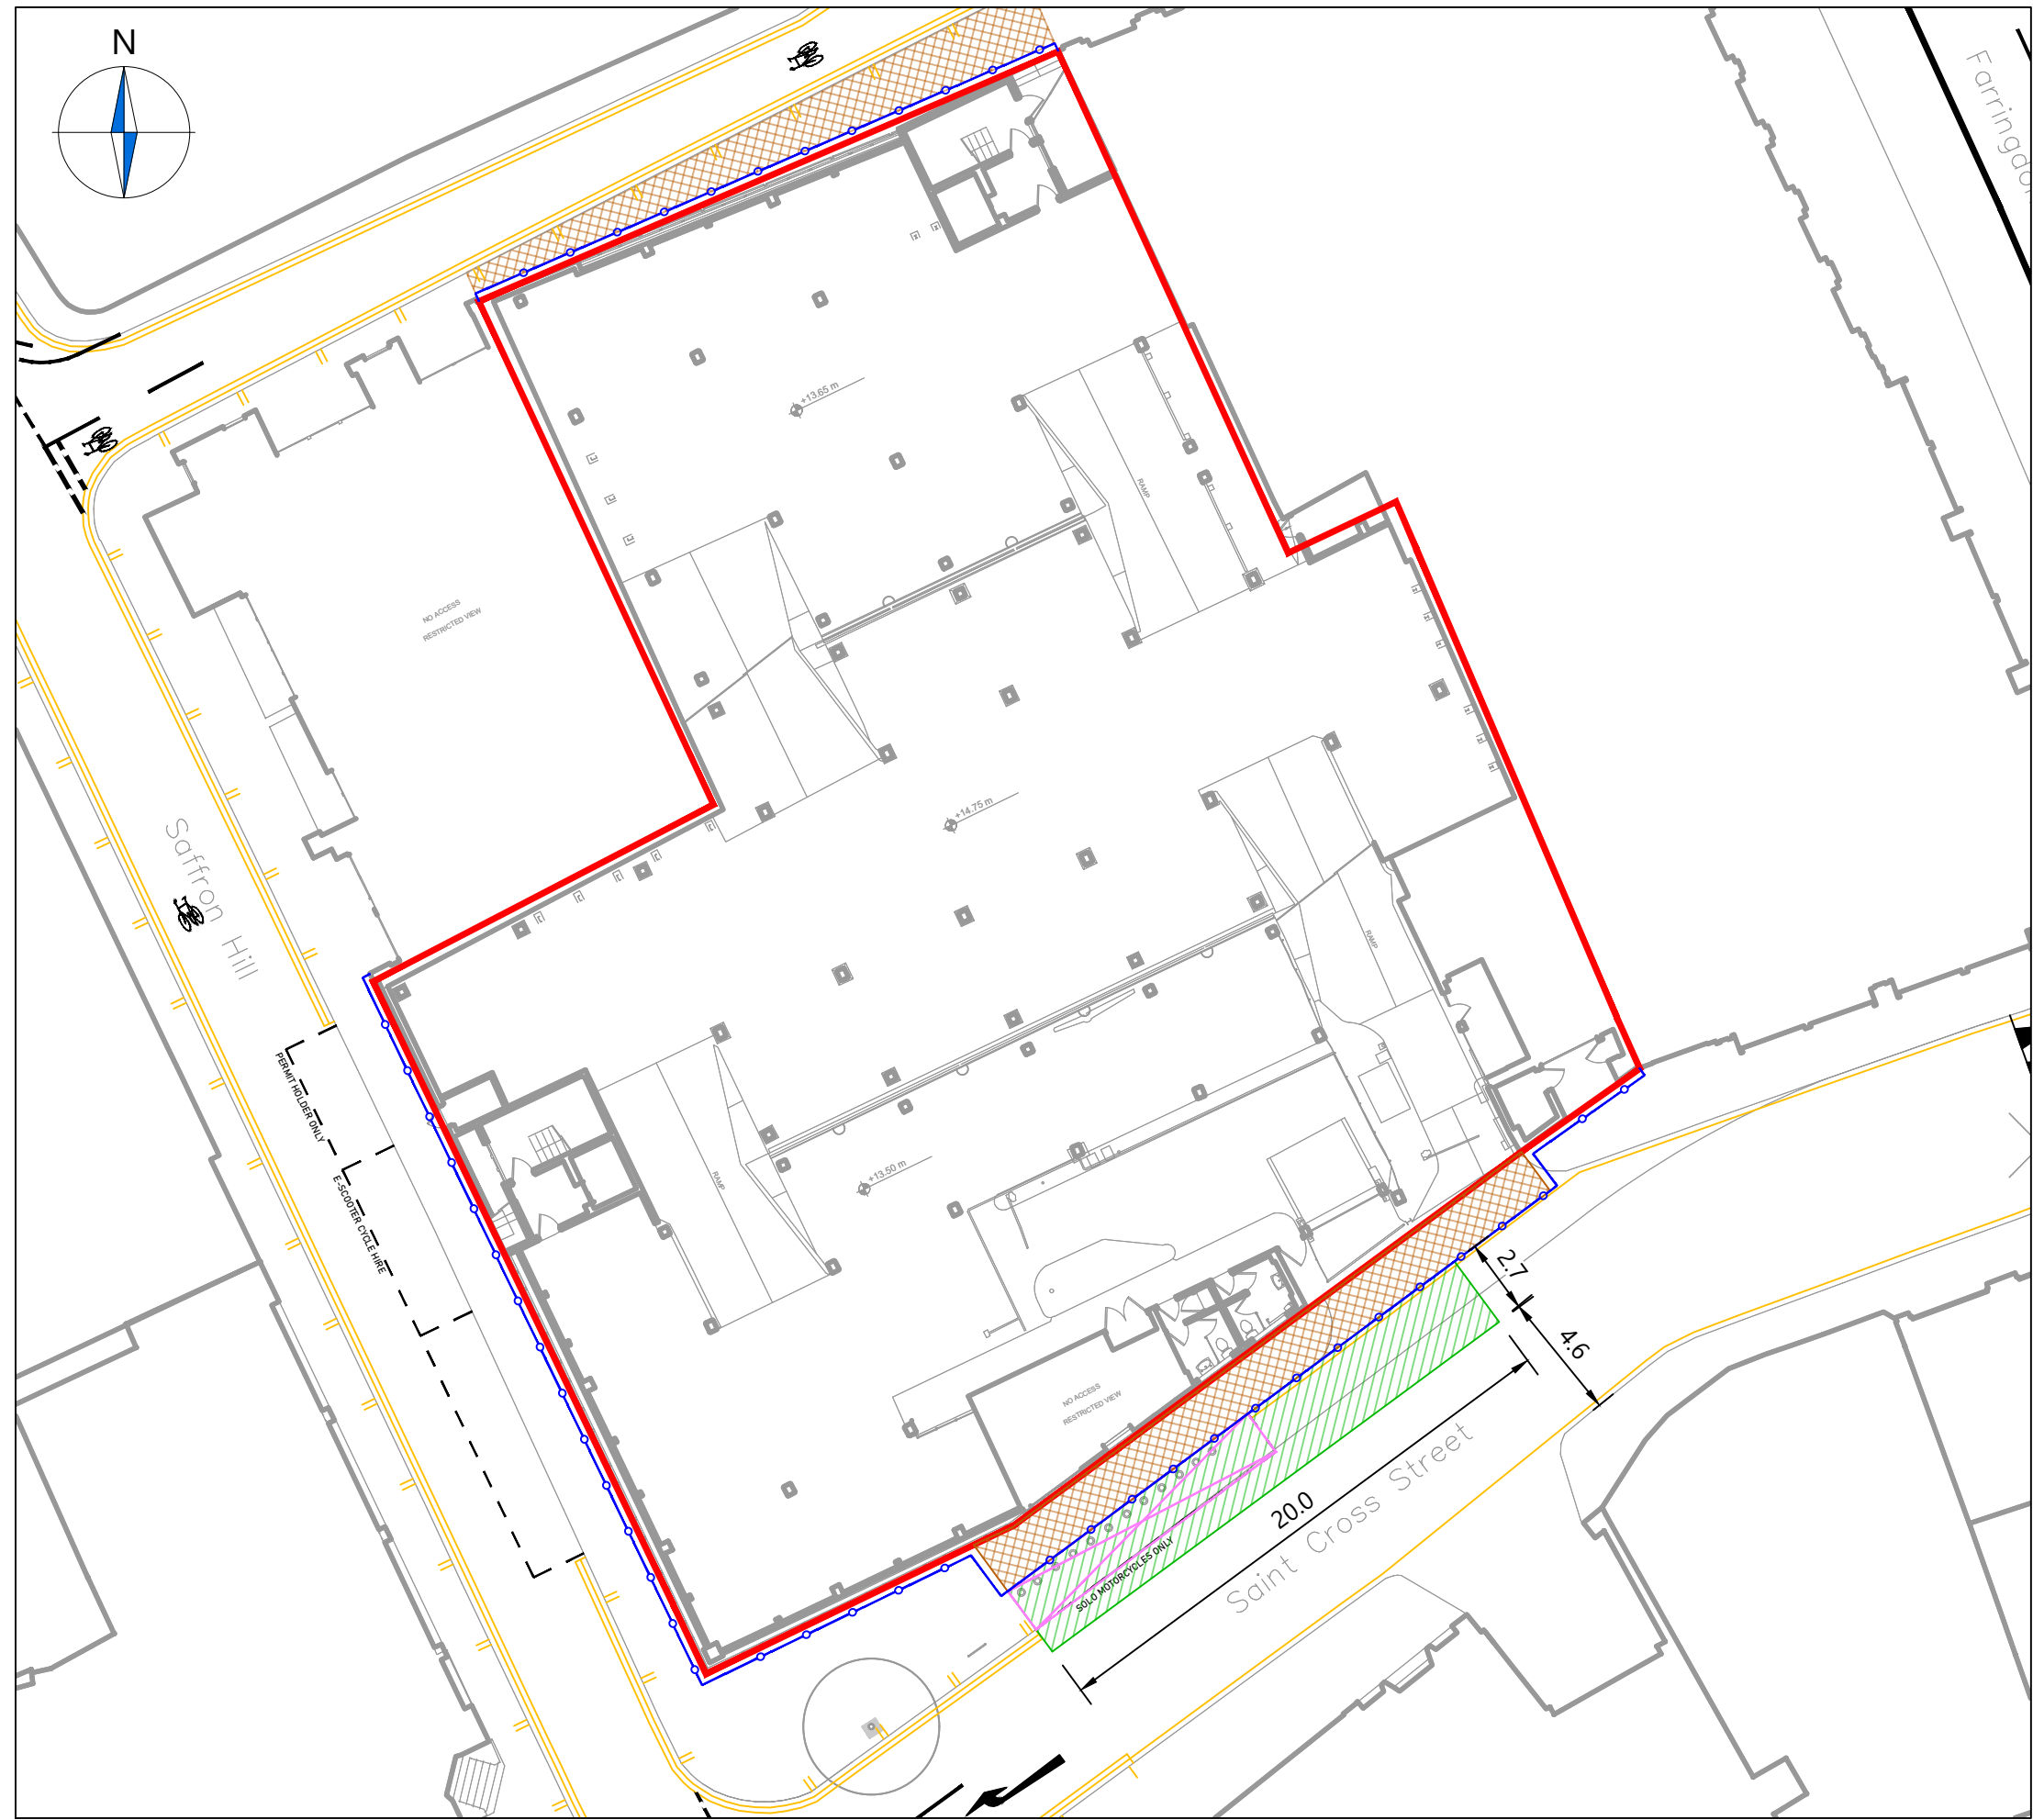 N
Farringdo
+13.65 m
RAMP
NO ACCESS
RESTRICTED VIEW
+14.75 m
Saffron Hill
RAMP
PERMIT HOLDER ONLY
E-SCOOTER CYCLE HIRE
RAMP
+13.50 m
2.7
4.6
NO ACCESS
RESTRICTED VIEW
20.0
Saint Cross Street
SOLO MOTORCYCLES ONLY